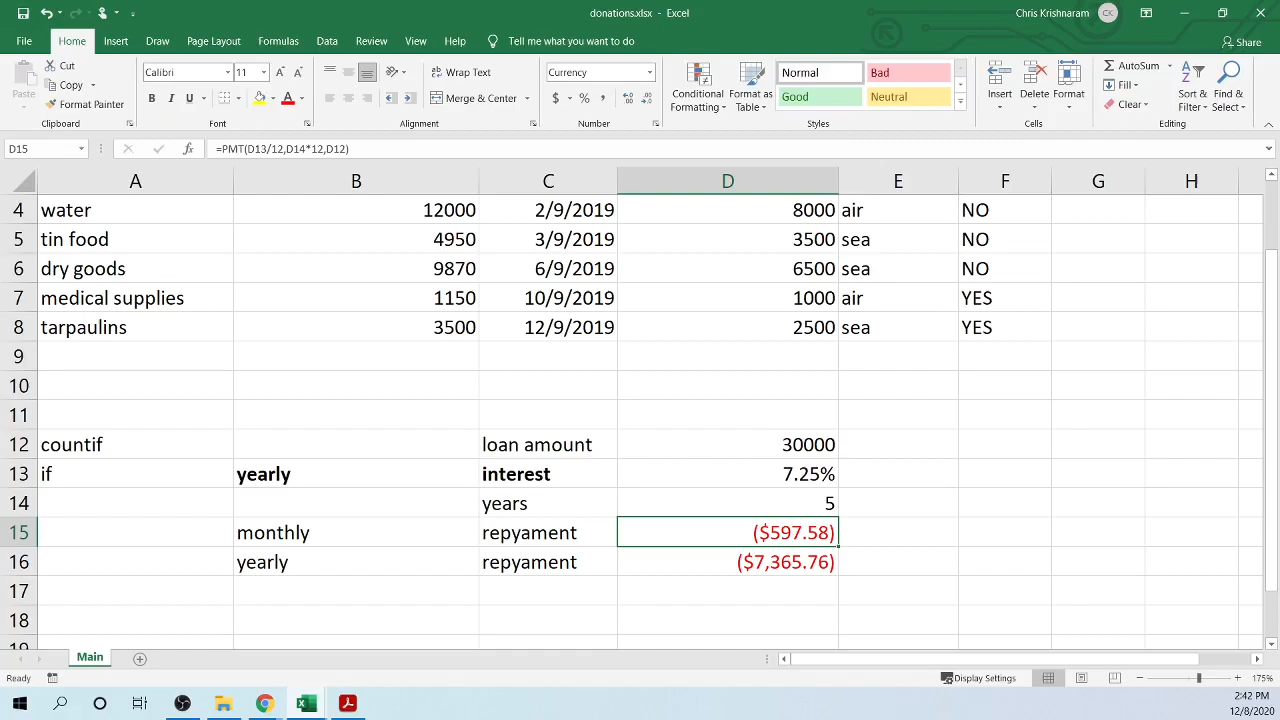 donations.xlsx - Excel
Chris Krishnaram CK
File Home Insert Draw Page Layout Formulas Data Review View Help Tell me what you want to do Share
Paste Cut Copy Format Painter Clipboard
Calibri 11 B I U A Font
Wrap Text Merge & Center Alignment
Currency $ % , Number
Conditional Formatting Format as Table Normal Bad Good Neutral Styles
Insert Delete Format Cells
AutoSum Fill Clear Sort & Filter Find & Select Editing
D15 fx =PMT(D13/12,D14*12,D12)
A B C D E F G H
4 water 12000 2/9/2019 8000 air NO
5 tin food 4950 3/9/2019 3500 sea NO
6 dry goods 9870 6/9/2019 6500 sea NO
7 medical supplies 1150 10/9/2019 1000 air YES
8 tarpaulins 3500 12/9/2019 2500 sea YES
9
10
11
12 countif loan amount 30000
13 if yearly interest 7.25%
14 years 5
15 monthly repyament ($597.58)
16 yearly repyament ($7,365.76)
17
18
19
Main
Ready Display Settings 175%
2:42 PM
12/8/2020